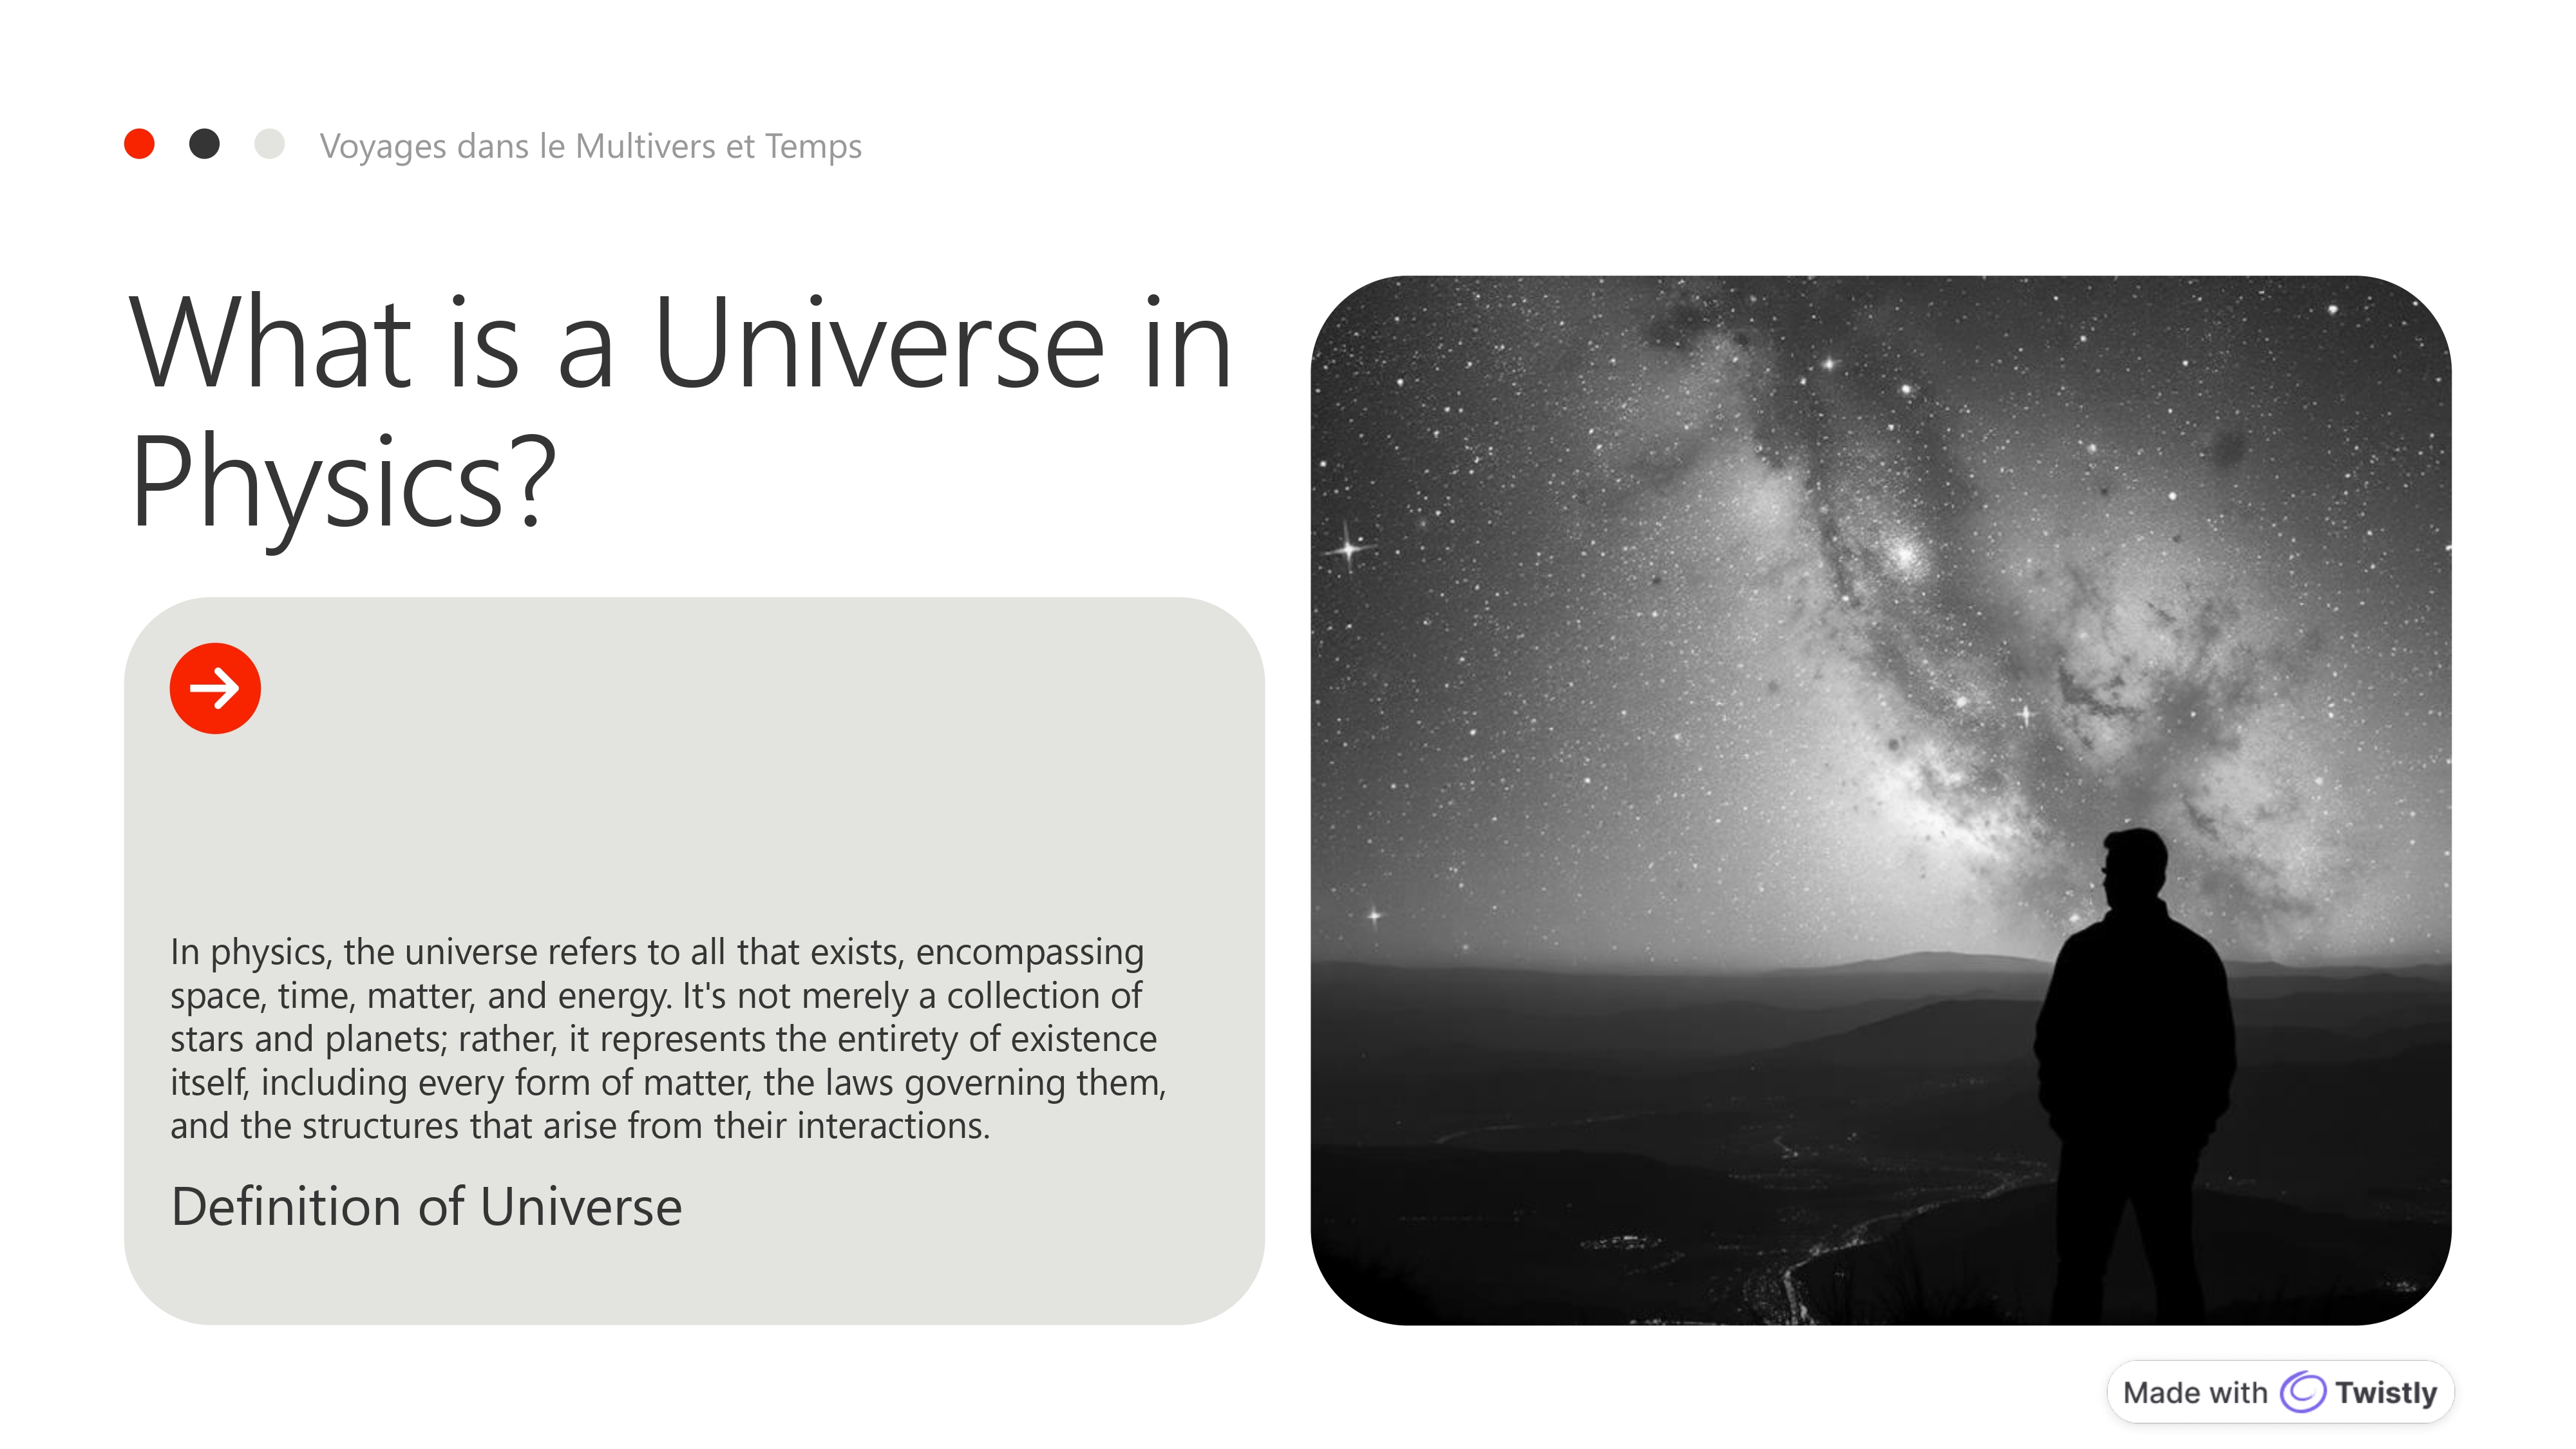 Voyages dans le Multivers et Temps
What is a Universe in
Physics?
In physics, the universe refers to all that exists, encompassing
space, time, matter, and energy. It's not merely a collection of
stars and planets; rather, it represents the entirety of existence
itself, including every form of matter, the laws governing them,
and the structures that arise from their interactions.
Definition of Universe
Made with Twistly